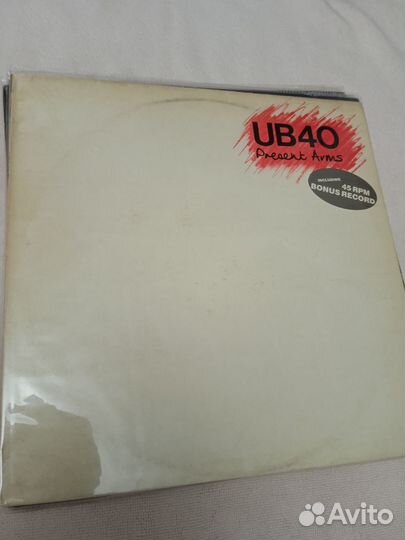 UB40
Present Arms
INCLUDING
45 RPM
BONUS RECORD
Avito